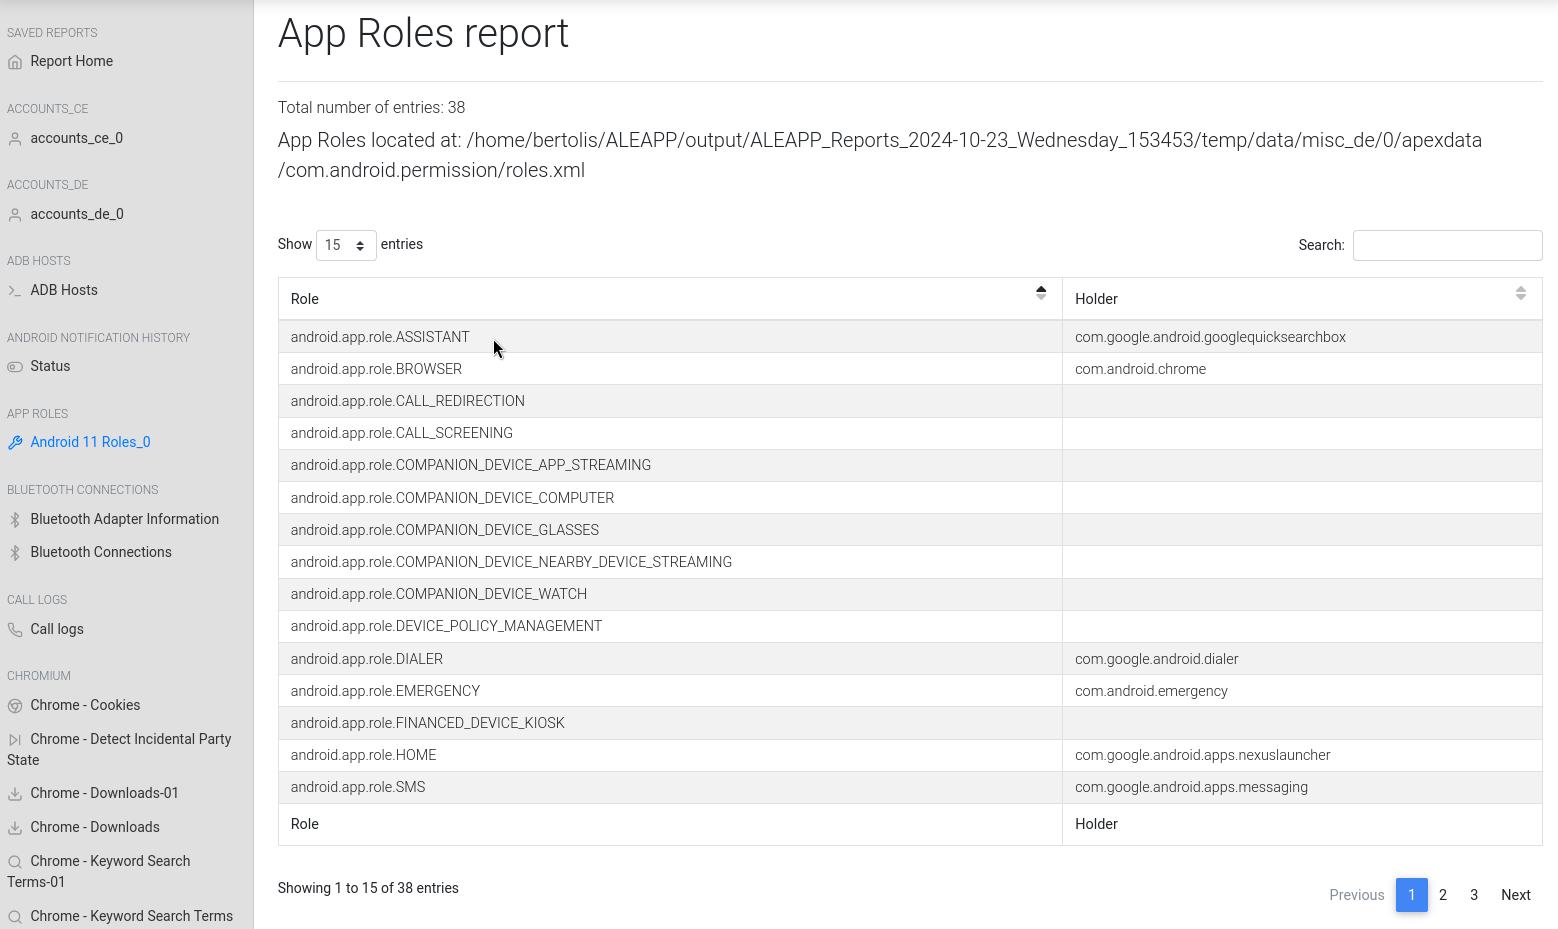 SAVED REPORTS
Report Home
ACCOUNTS_CE
accounts_ce_0
ACCOUNTS_DE
accounts_de_0
ADB HOSTS
ADB Hosts
ANDROID NOTIFICATION HISTORY
Status
APP ROLES
Android 11 Roles_0
BLUETOOTH CONNECTIONS
Bluetooth Adapter Information
Bluetooth Connections
CALL LOGS
Call logs
CHROMIUM
Chrome - Cookies
Chrome - Detect Incidental Party
State
Chrome - Downloads-01
Chrome - Downloads
Chrome - Keyword Search
Terms-01
Chrome - Keyword Search Terms
App Roles report
Total number of entries: 38
App Roles located at: /home/bertolis/ALEAPP/output/ALEAPP_Reports_2024-10-23_Wednesday_153453/temp/data/misc_de/0/apexdata
/com.android.permission/roles.xml
Show 15 entries Search:
Role Holder
android.app.role.ASSISTANT com.google.android.googlequicksearchbox
android.app.role.BROWSER com.android.chrome
android.app.role.CALL_REDIRECTION
android.app.role.CALL_SCREENING
android.app.role.COMPANION_DEVICE_APP_STREAMING
android.app.role.COMPANION_DEVICE_COMPUTER
android.app.role.COMPANION_DEVICE_GLASSES
android.app.role.COMPANION_DEVICE_NEARBY_DEVICE_STREAMING
android.app.role.COMPANION_DEVICE_WATCH
android.app.role.DEVICE_POLICY_MANAGEMENT
android.app.role.DIALER com.google.android.dialer
android.app.role.EMERGENCY com.android.emergency
android.app.role.FINANCED_DEVICE_KIOSK
android.app.role.HOME com.google.android.apps.nexuslauncher
android.app.role.SMS com.google.android.apps.messaging
Role Holder
Showing 1 to 15 of 38 entries Previous 1 2 3 Next